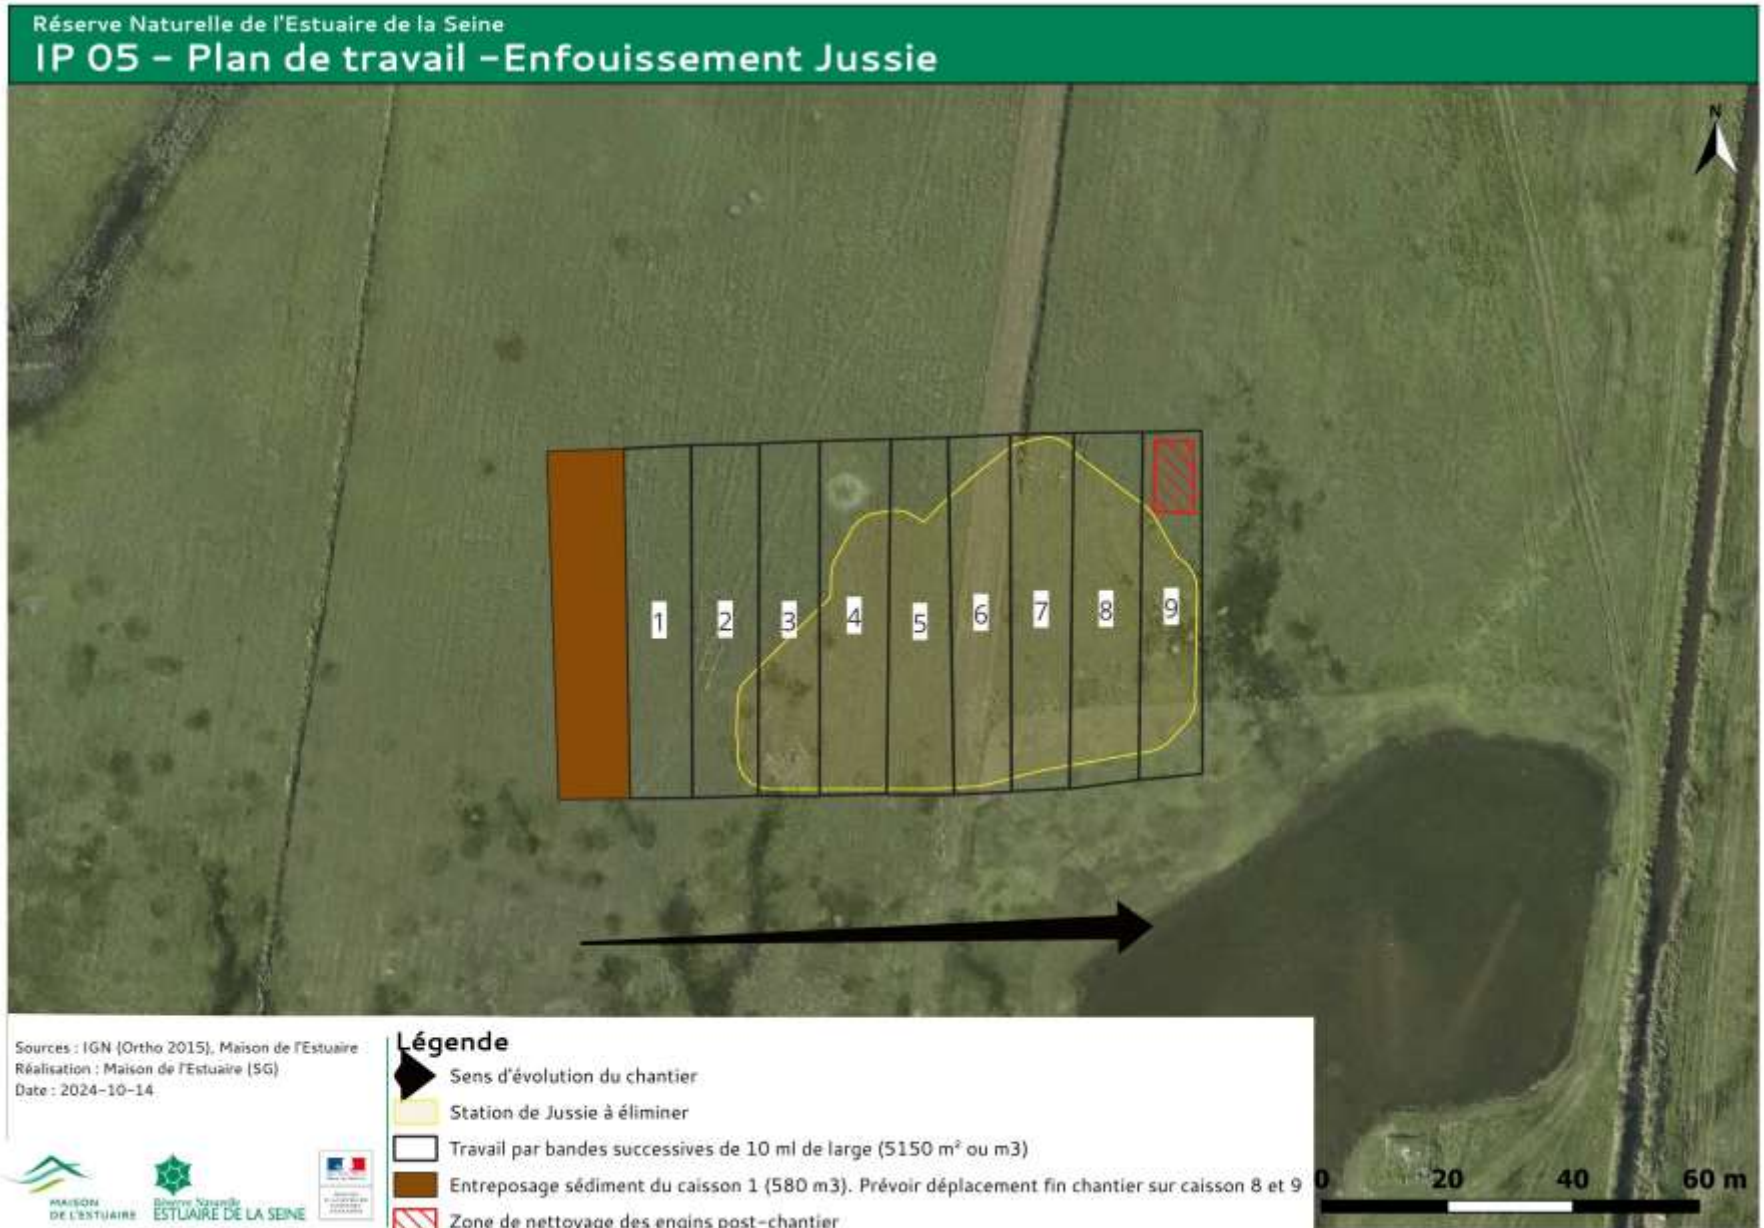 Réserve Naturelle de l'Estuaire de la Seine
IP 05 - Plan de travail -Enfouissement Jussie
N
1 2 3 4 5 6 7 8 9
Sources : IGN (Ortho 2015), Maison de l'Estuaire
Réalisation : Maison de l'Estuaire (SG)
Date : 2024-10-14
MAISON
DE L'ESTUAIRE
Réserve Naturelle
ESTUAIRE DE LA SEINE
Légende
Sens d'évolution du chantier
Station de Jussie à éliminer
Travail par bandes successives de 10 ml de large (5150 m² ou m3)
Entreposage sédiment du caisson 1 (580 m3). Prévoir déplacement fin chantier sur caisson 8 et 9
Zone de nettoyage des engins post-chantier
0 20 40 60 m